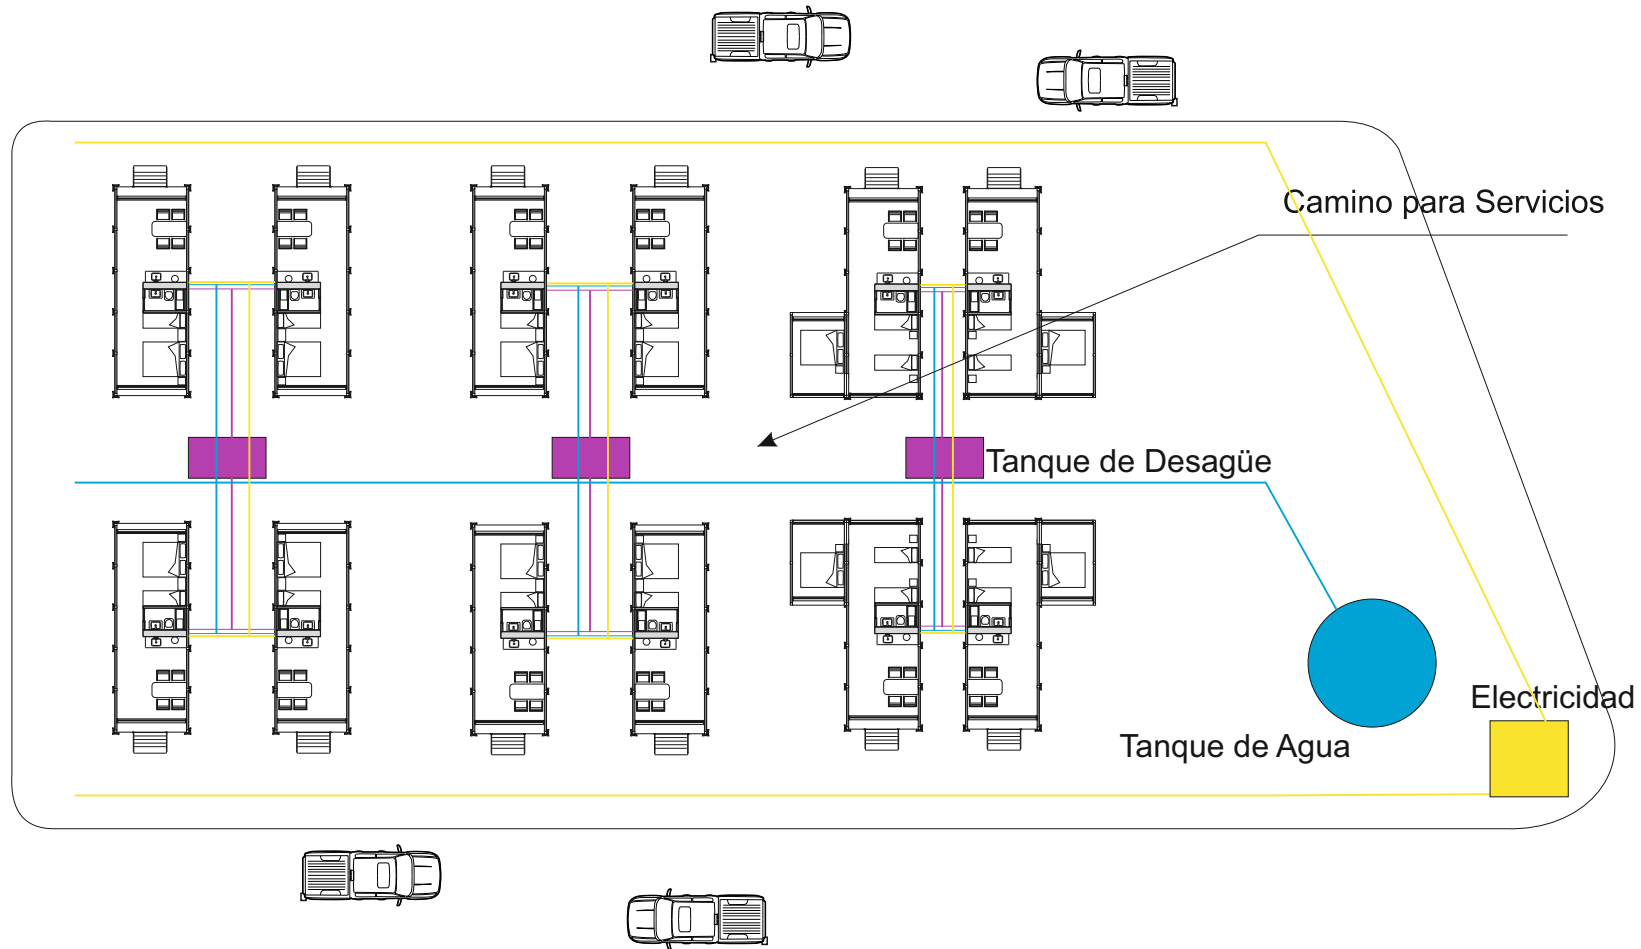 Camino para Servicios
Tanque de Desagüe
Electricidad
Tanque de Agua